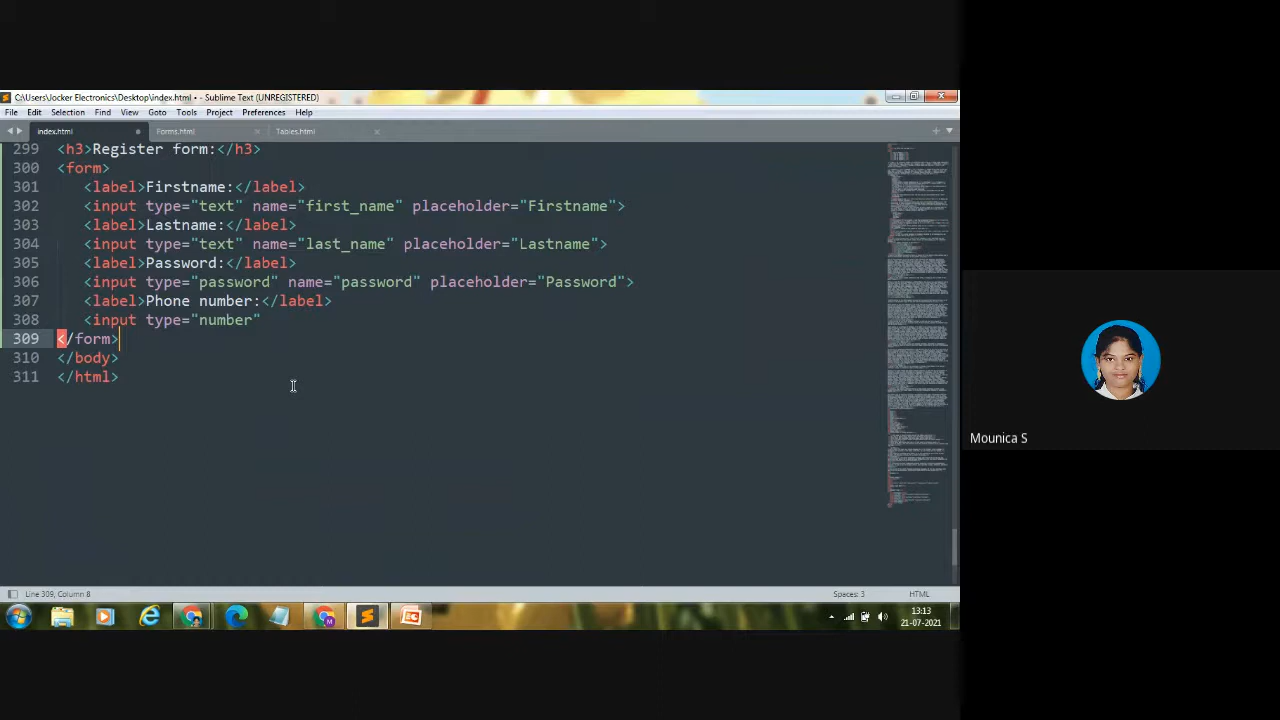 C:\Users\Jocker Electronics\Desktop\index.html • - Sublime Text (UNREGISTERED)
File Edit Selection Find View Goto Tools Project Preferences Help
index.html Forms.html Tables.html
299 <h3>Register form:</h3>
300 <form>
301 <label>Firstname:</label>
302 <input type="text" name="first_name" placeholder="Firstname">
303 <label>Lastname:</label>
304 <input type="text" name="last_name" placeholder="Lastname">
305 <label>Password:</label>
306 <input type="password" name="password" placeholder="Password">
307 <label>Phone number:</label>
308 <input type="number"
309 </form>
310 </body>
311 </html>
Mounica S
Line 309, Column 8 Spaces: 3 HTML
13:13
21-07-2021